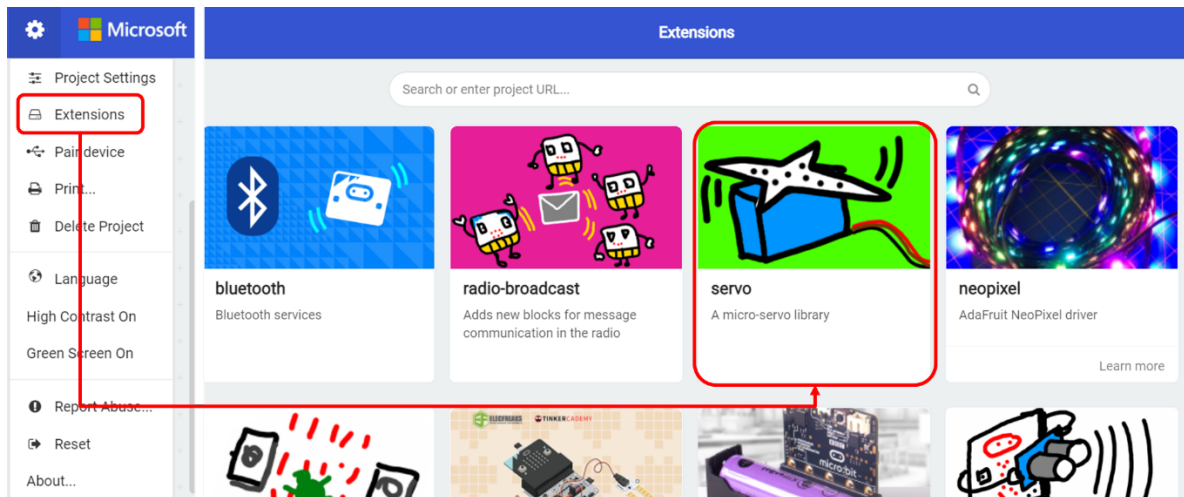 Microsoft
Extensions
Project Settings
Extensions
Pair device
Print...
Delete Project
Language
High Contrast On
Green Screen On
Report Abuse...
Reset
About...
Search or enter project URL...
bluetooth
Bluetooth services
radio-broadcast
Adds new blocks for message
communication in the radio
servo
A micro-servo library
neopixel
AdaFruit NeoPixel driver
Learn more
ELECFREAKS TINKERCADEMY
micro:bit